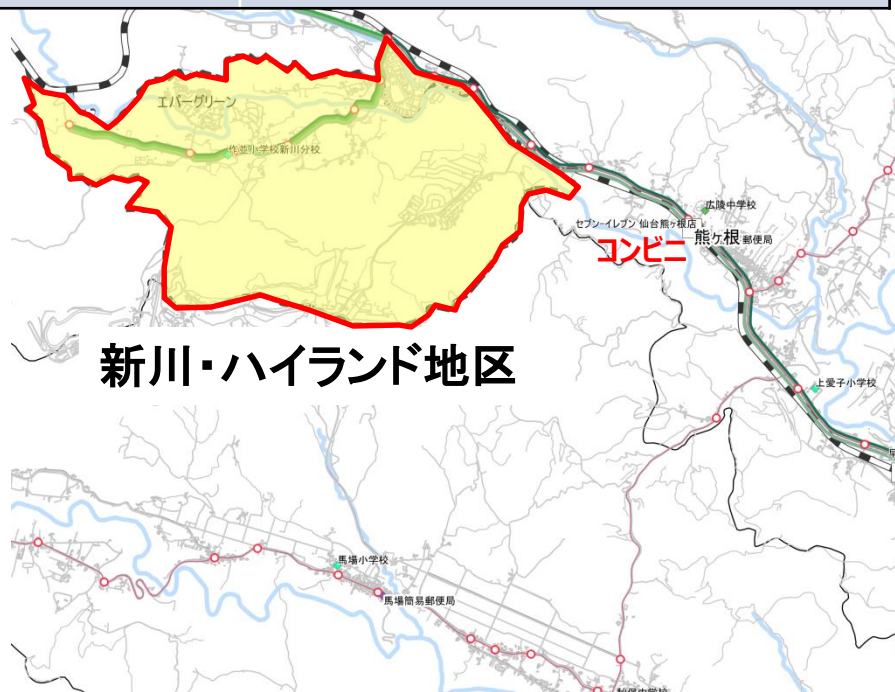 エバーグリーン
作並小学校新川分校
広陵中学校
セブン-イレブン 仙台熊ヶ根店
熊ヶ根 郵便局
コンビニ
新川・ハイランド地区
上愛子小学校
馬場小学校
馬場簡易郵便局